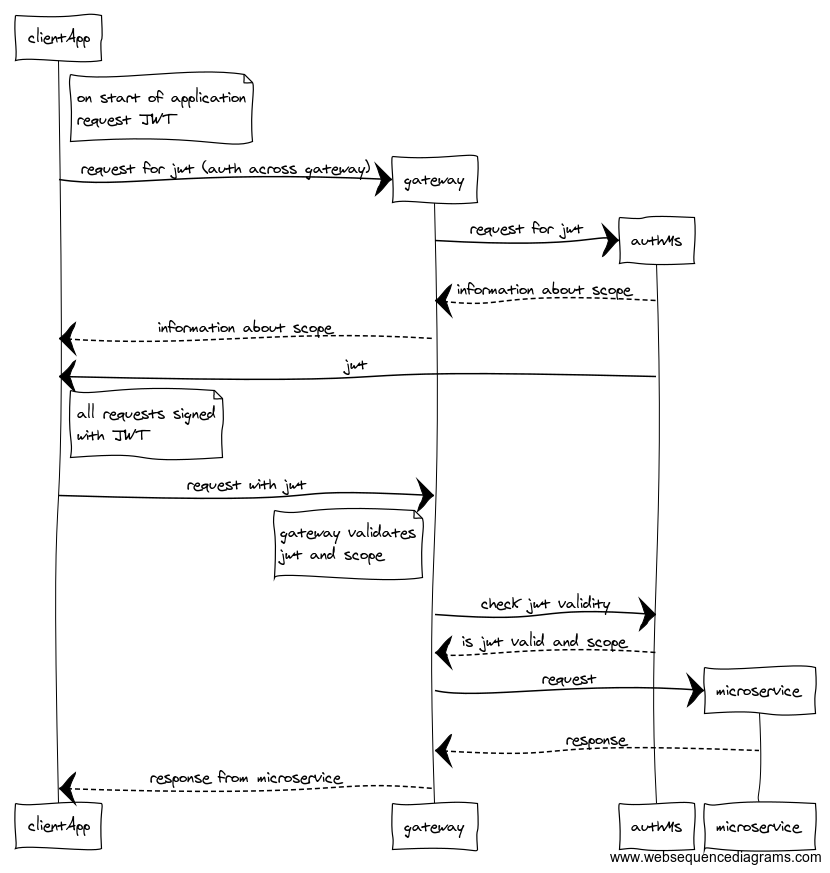 clientApp
on start of application
request JWT
request for jwt (auth across gateway)
gateway
request for jwt
authMs
information about scope
information about scope
jwt
all requests signed
with JWT
request with jwt
gateway validates
jwt and scope
check jwt validity
is jwt valid and scope
request
microservice
response
response from microservice
clientApp
gateway
authMs
microservice
www.websequencediagrams.com